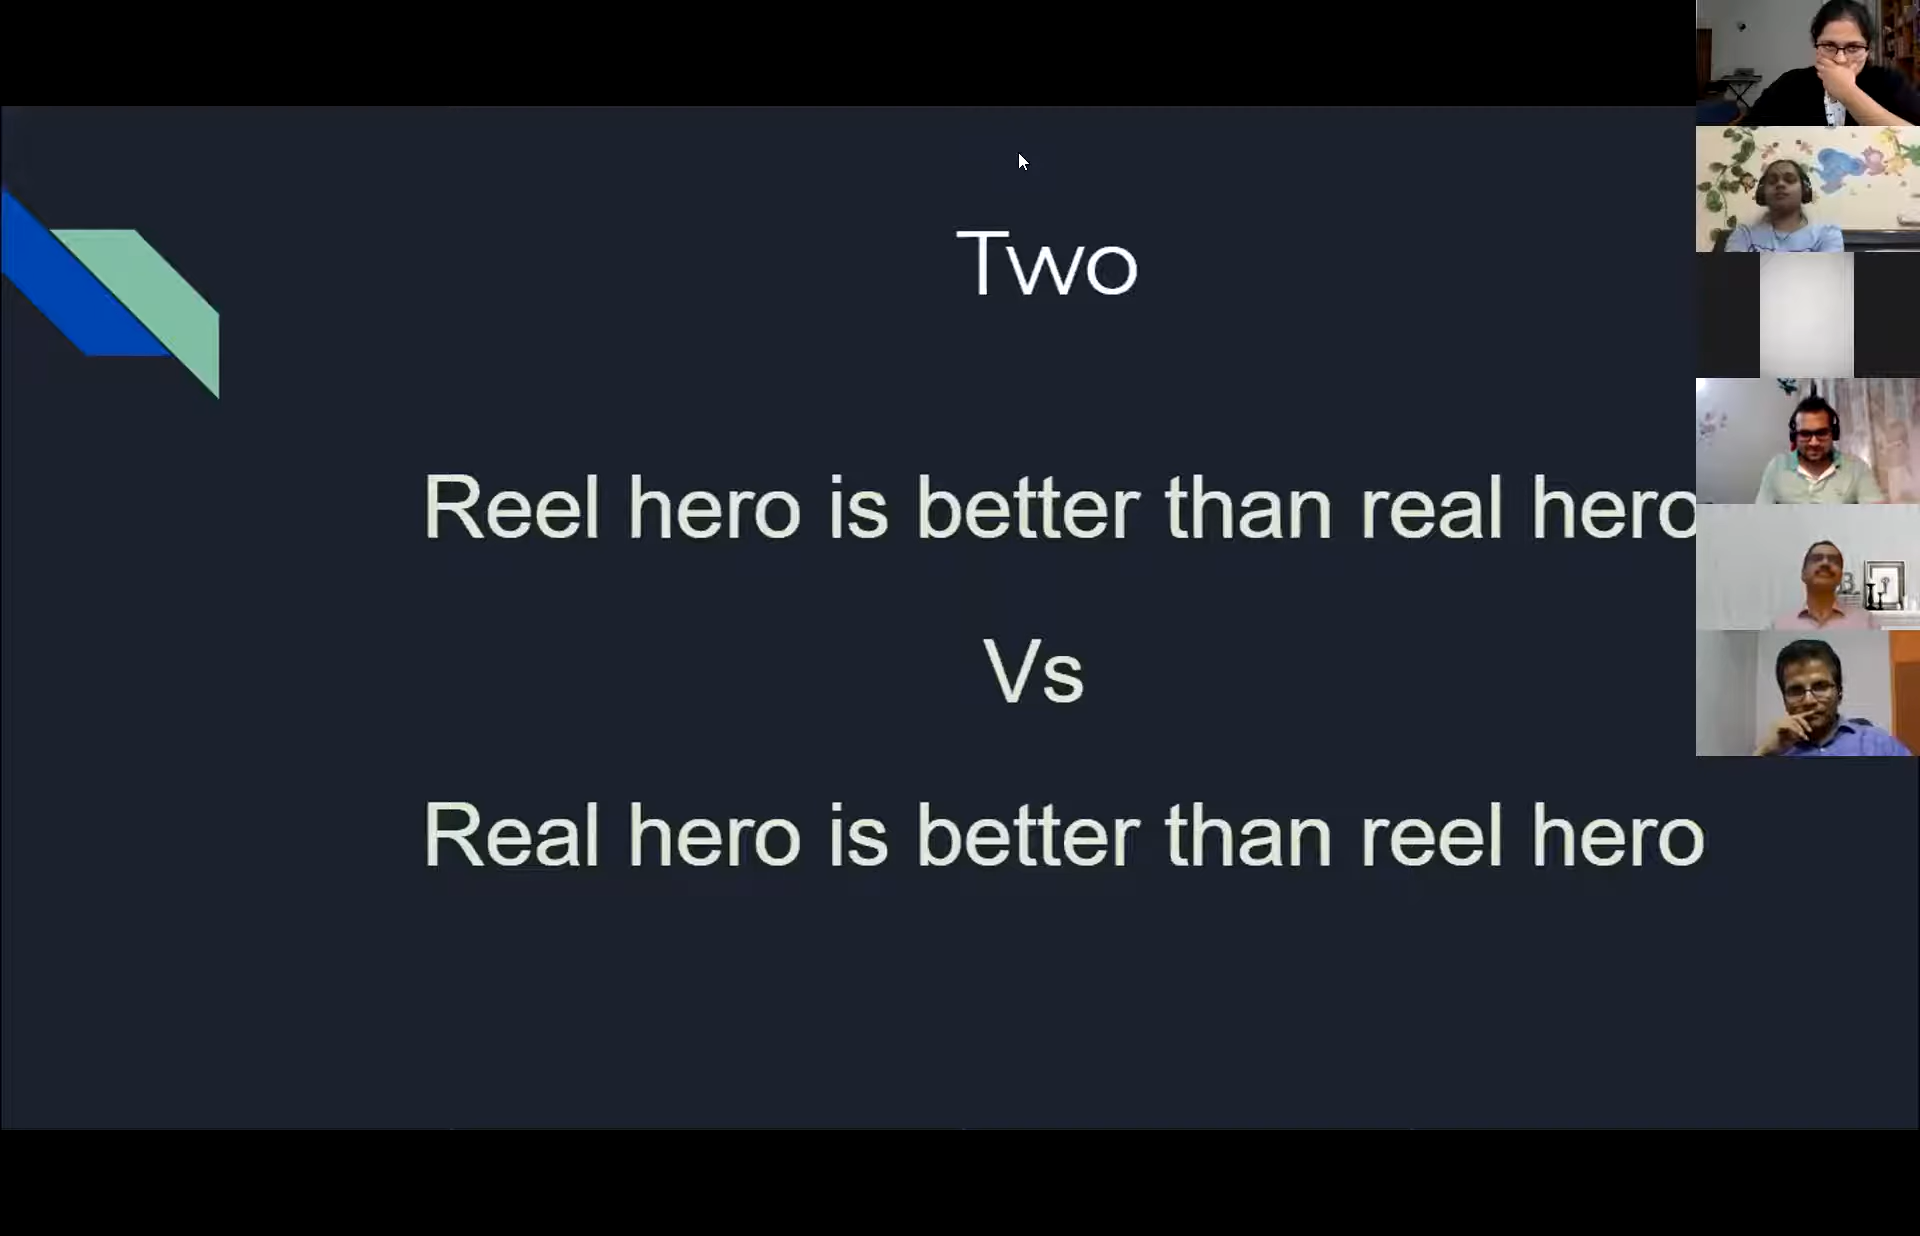 Two
Reel hero is better than real hero
Vs
Real hero is better than reel hero